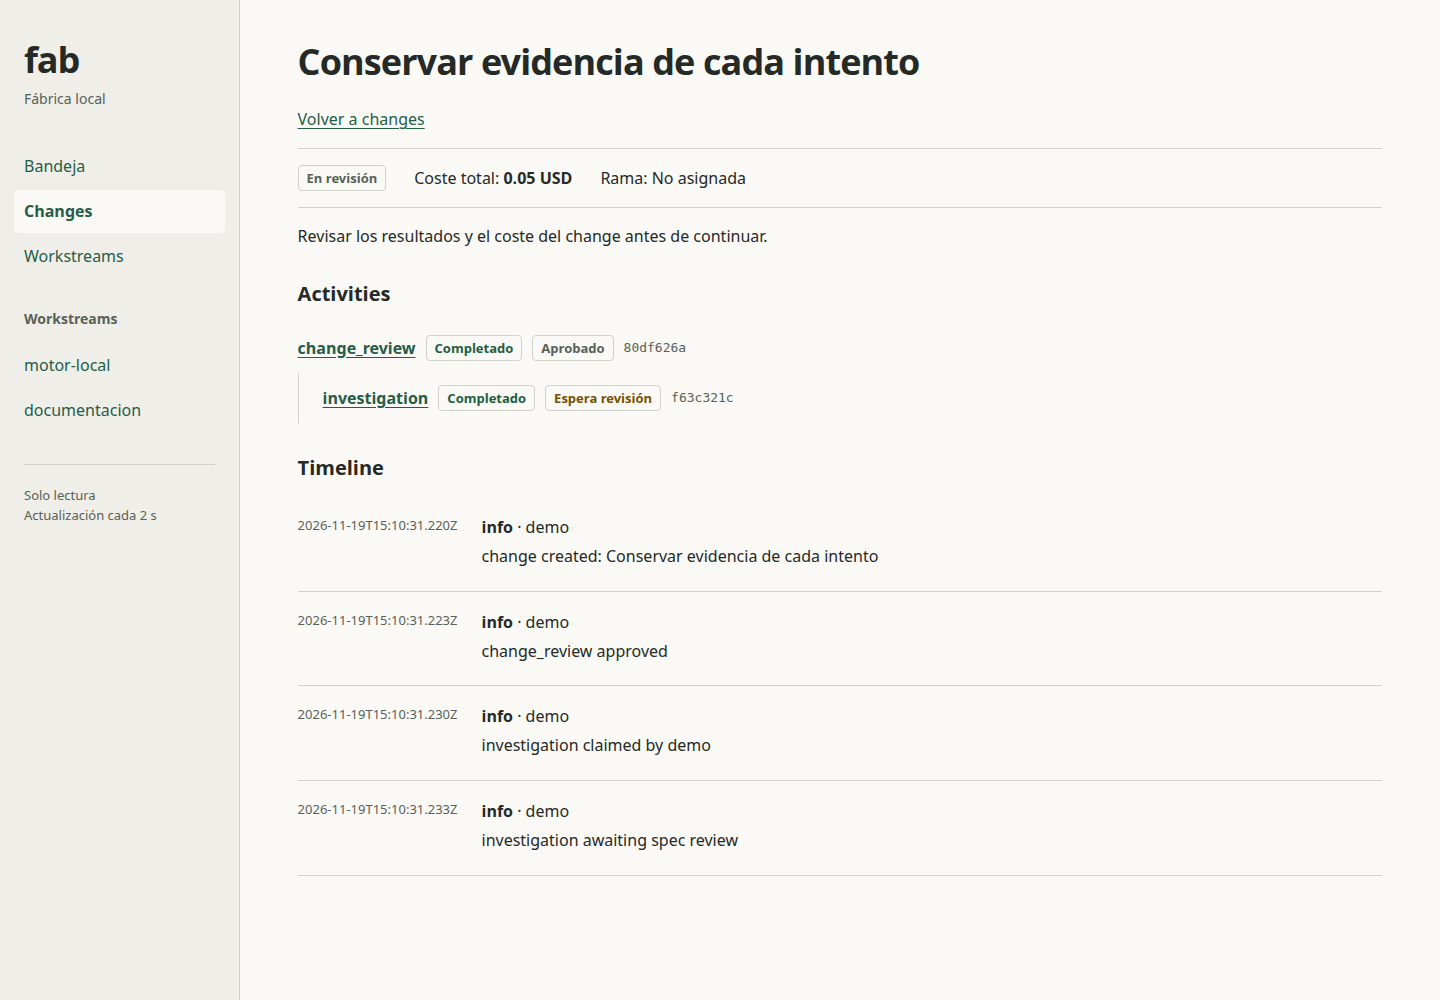 fab
Fábrica local
Bandeja
Changes
Workstreams
Workstreams
motor-local
documentacion
Solo lectura
Actualización cada 2 s
Conservar evidencia de cada intento
Volver a changes
En revisión Coste total: 0.05 USD Rama: No asignada
Revisar los resultados y el coste del change antes de continuar.
Activities
change_review Completado Aprobado 80df626a
investigation Completado Espera revisión f63c321c
Timeline
2026-11-19T15:10:31.220Z info · demo
change created: Conservar evidencia de cada intento
2026-11-19T15:10:31.223Z info · demo
change_review approved
2026-11-19T15:10:31.230Z info · demo
investigation claimed by demo
2026-11-19T15:10:31.233Z info · demo
investigation awaiting spec review